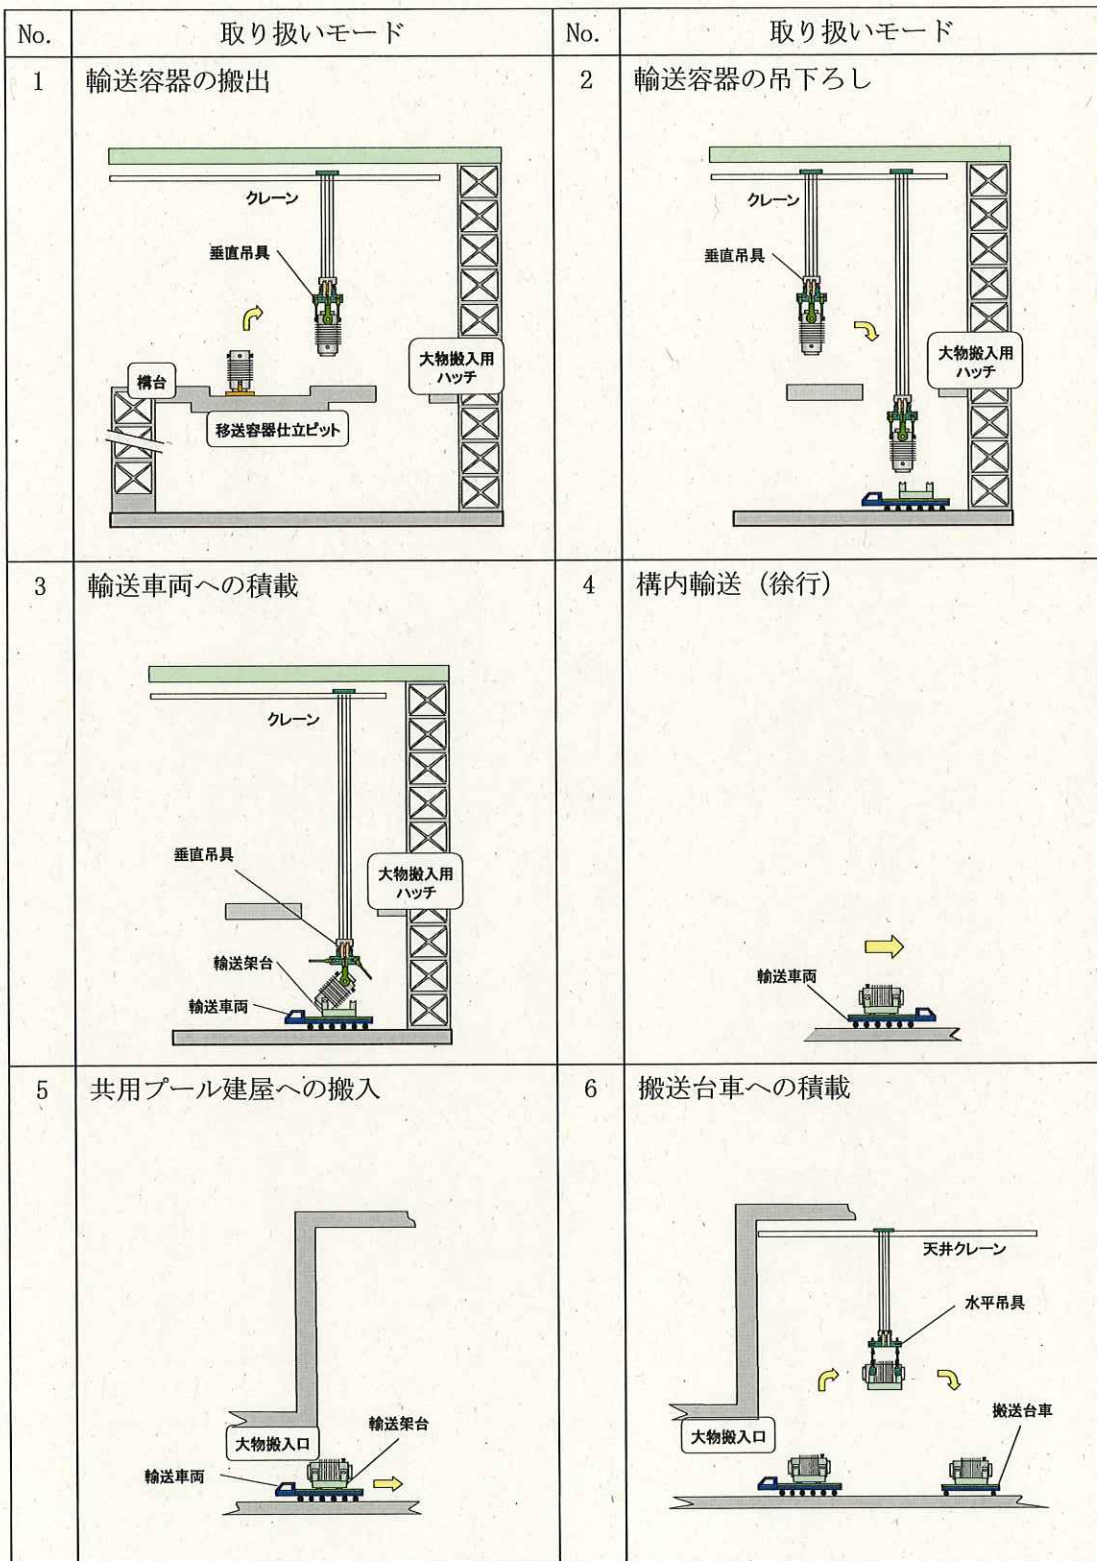 No.
取り扱いモード
No.
取り扱いモード
1
輸送容器の搬出
クレーン
垂直吊具
大物搬入用
ハッチ
構台
移送容器仕立ピット
2
輸送容器の吊下ろし
クレーン
垂直吊具
大物搬入用
ハッチ
3
輸送車両への積載
クレーン
垂直吊具
大物搬入用
ハッチ
輸送架台
輸送車両
4
構内輸送（徐行）
輸送車両
5
共用プール建屋への搬入
大物搬入口
輸送架台
輸送車両
6
搬送台車への積載
天井クレーン
水平吊具
搬送台車
大物搬入口